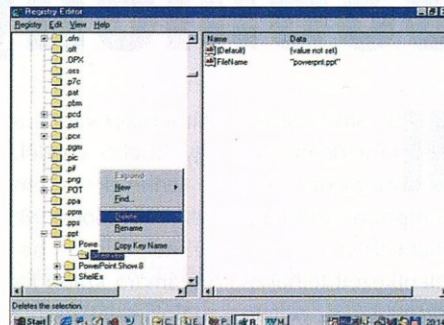 Registry Editor
Registry Edit View Help
Name Data
(Default) (value not set)
FileName "powerpnt.ppt"
.ofn
.oft
.OPX
.oss
.p7c
.pat
.pbm
.pcd
.pct
.pcx
.pgm
.pic
.pif
.png
.POT
.ppa
.ppm
.pps
.ppt
Powe
PowerPoint.Show.8
ShellEx
Expand
New
Find...
Delete
Rename
Copy Key Name
Deletes the selection.
Start